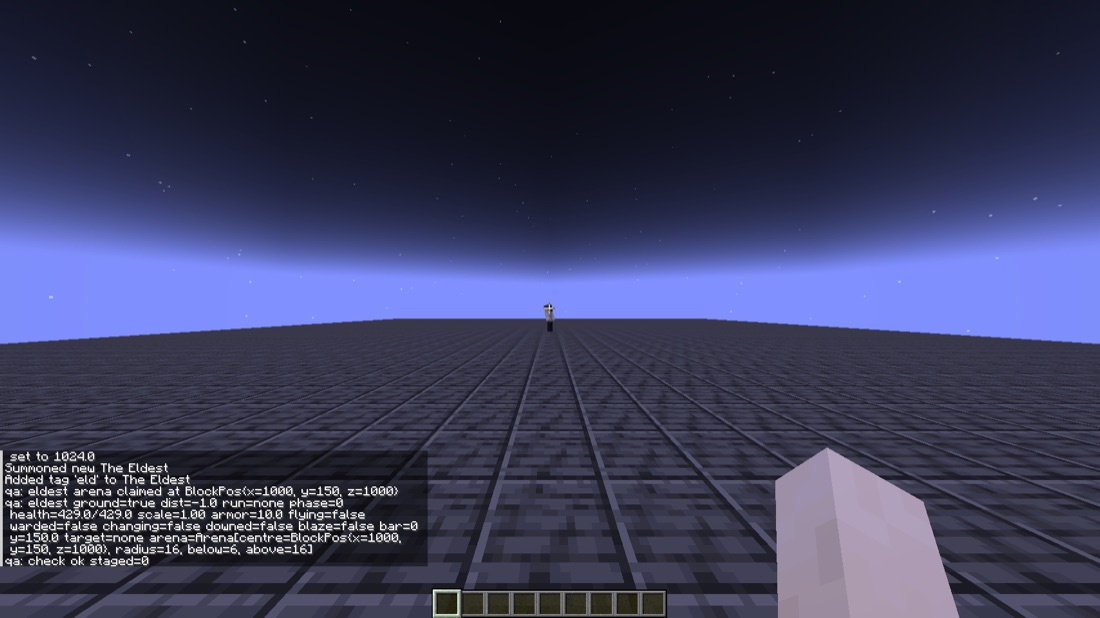 set to 1024.0
Summoned new The Eldest
Added tag 'eld' to The Eldest
qa: eldest arena claimed at BlockPos{x=1000, y=150, z=1000}
qa: eldest ground=true dist=-1.0 run=none phase=0
health=429.0/429.0 scale=1.00 armor=10.0 flying=false
warded=false changing=false downed=false blaze=false bar=0
y=150.0 target=none arena=Arena[centre=BlockPos{x=1000,
y=150, z=1000}, radius=16, below=6, above=16]
qa: check ok staged=0